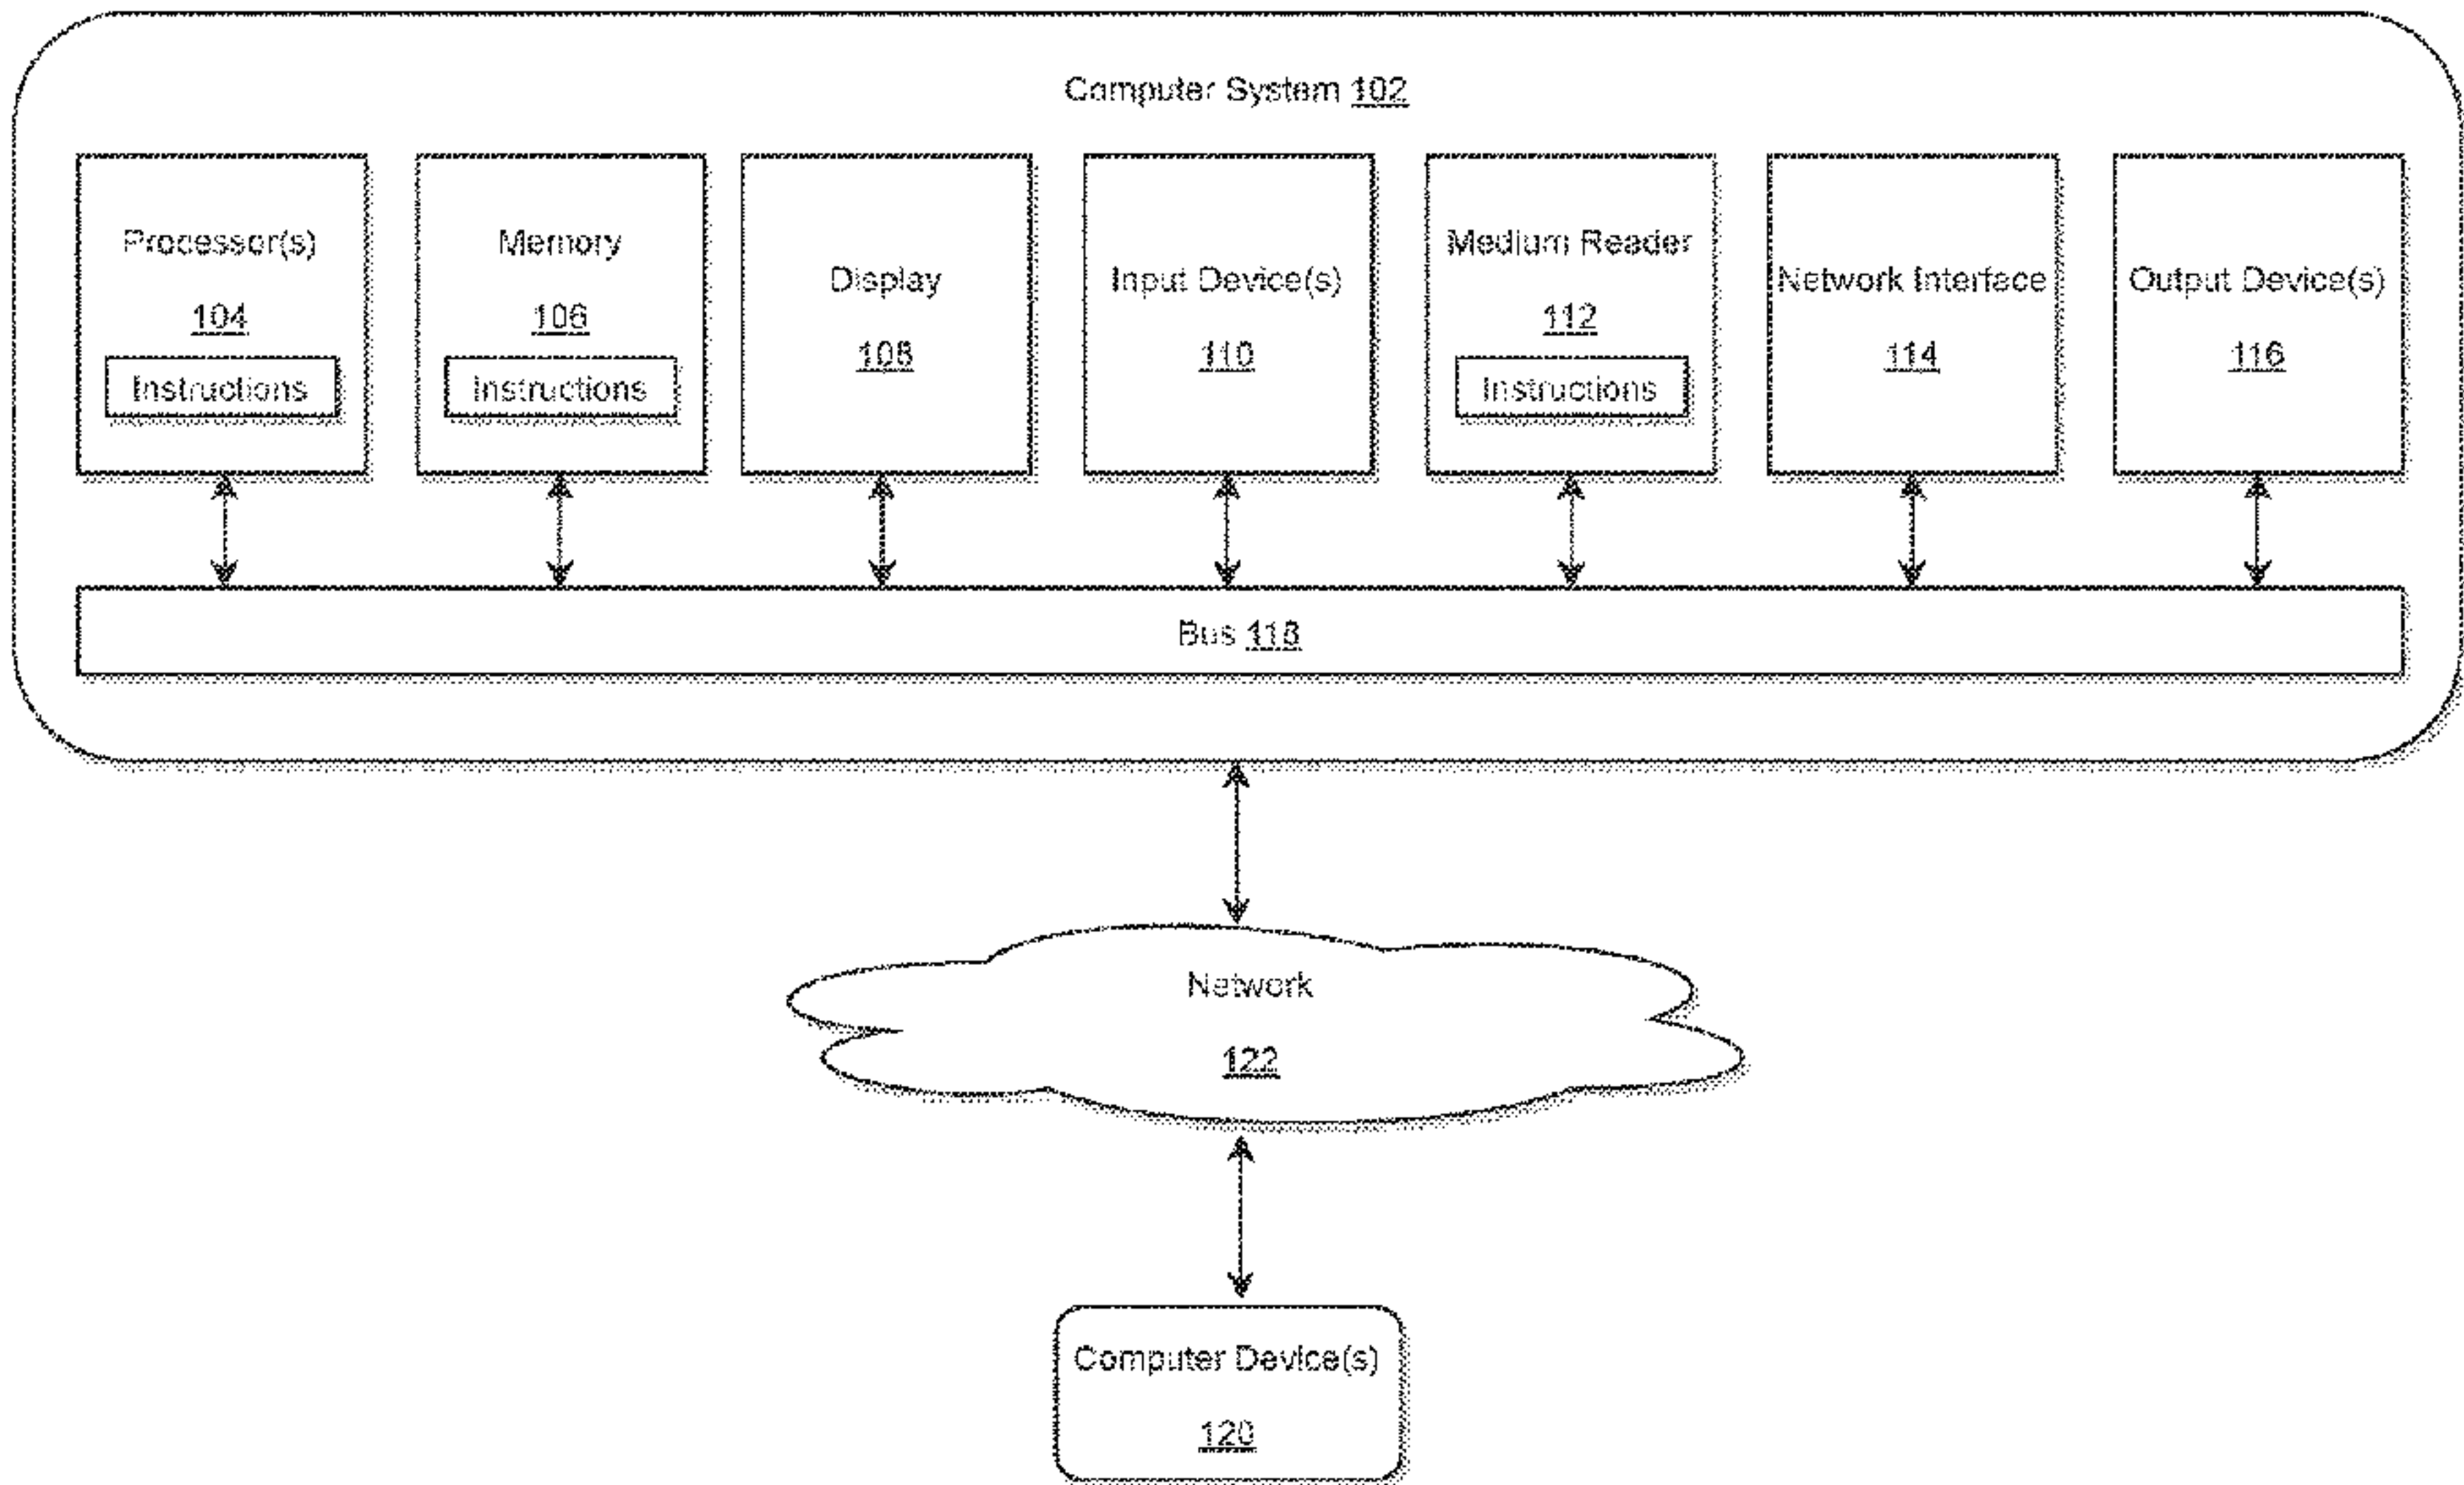 Computer System 102
Processor(s)
104
Instructions
Memory
106
Instructions
Display
108
Input Device(s)
110
Medium Reader
112
Instructions
Network Interface
114
Output Device(s)
116
Bus 118
Network
122
Computer Device(s)
120